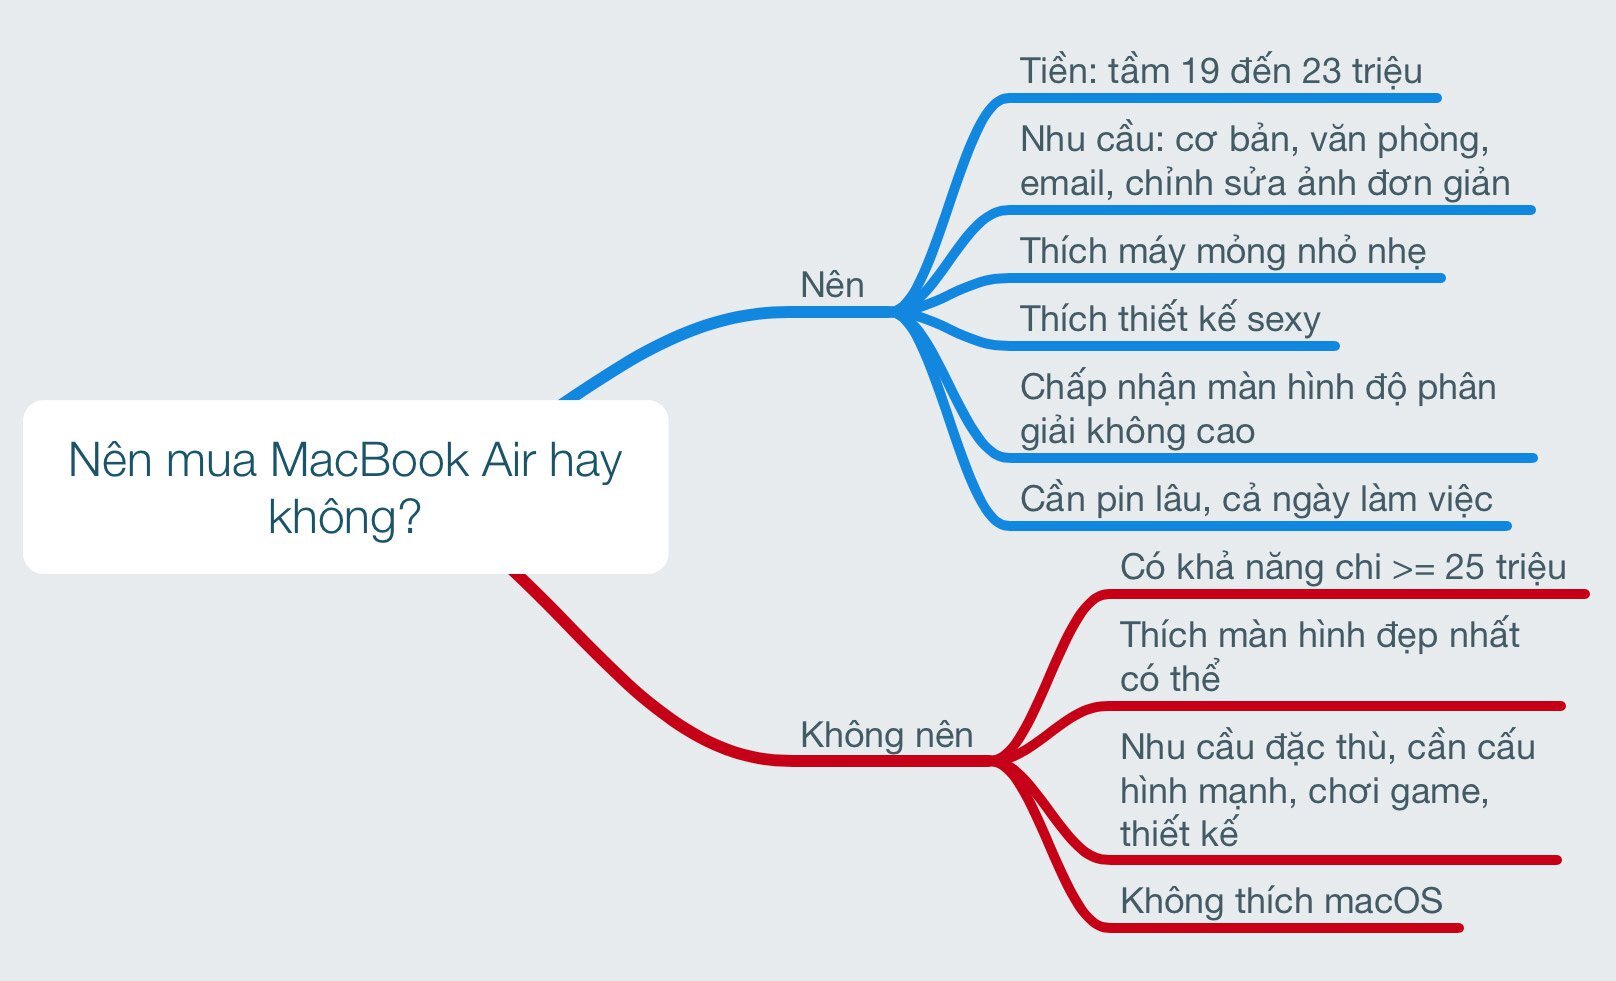 Nên mua MacBook Air hay
không?
Nên
Tiền: tầm 19 đến 23 triệu
Nhu cầu: cơ bản, văn phòng,
email, chỉnh sửa ảnh đơn giản
Thích máy mỏng nhỏ nhẹ
Thích thiết kế sexy
Chấp nhận màn hình độ phân
giải không cao
Cần pin lâu, cả ngày làm việc
Không nên
Có khả năng chi >= 25 triệu
Thích màn hình đẹp nhất
có thể
Nhu cầu đặc thù, cần cấu
hình mạnh, chơi game,
thiết kế
Không thích macOS